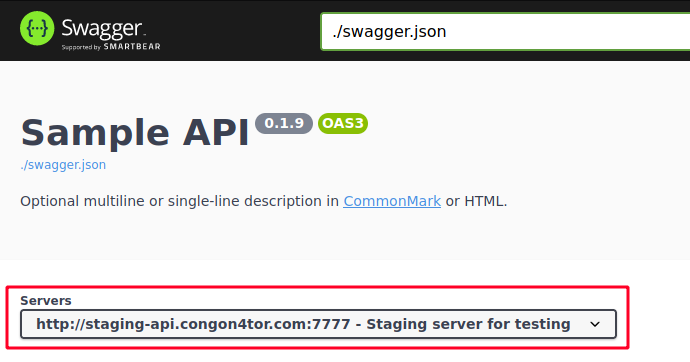 Swagger
Supported by SMARTBEAR
./swagger.json
Sample API 0.1.9 OAS3
./swagger.json
Optional multiline or single-line description in CommonMark or HTML.
Servers
http://staging-api.congon4tor.com:7777 - Staging server for testing